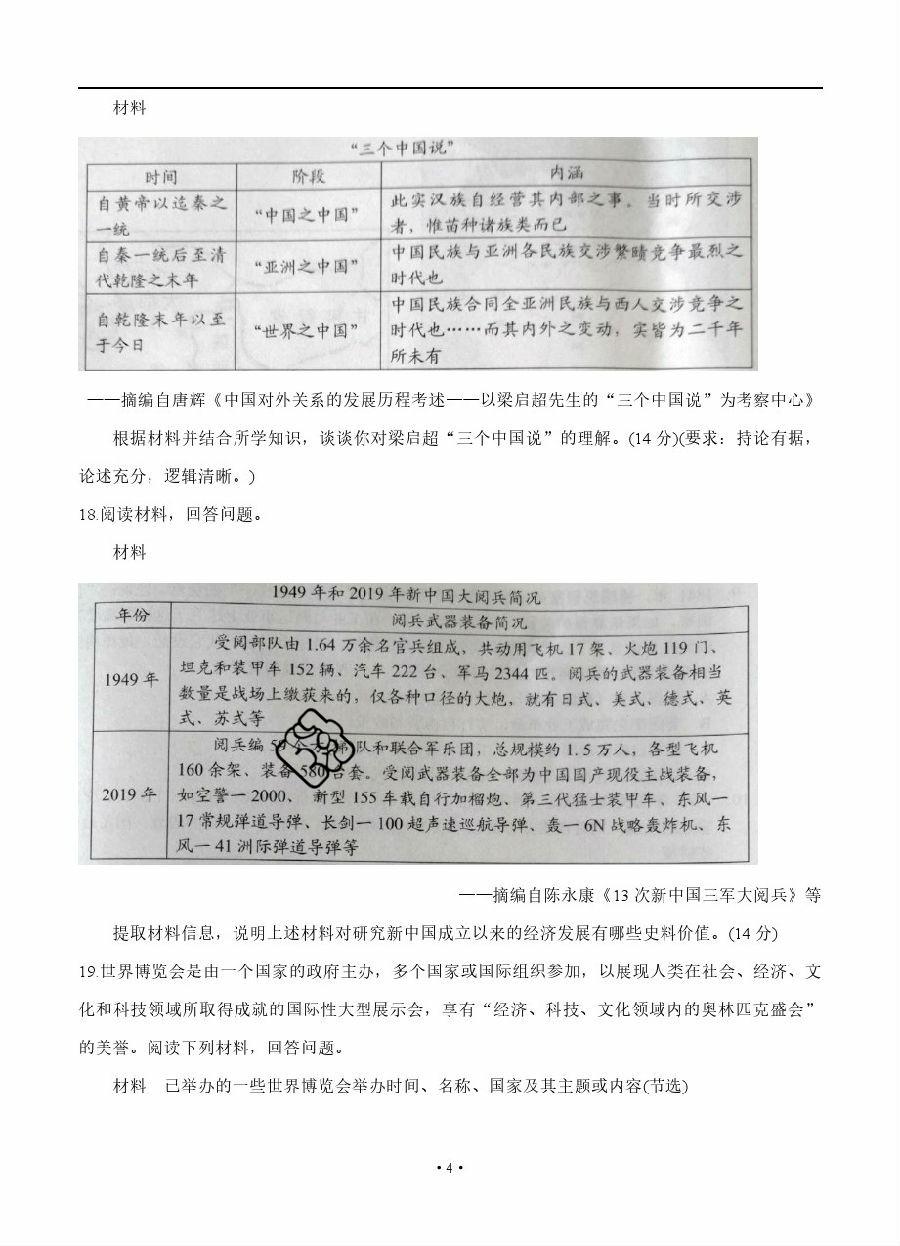 材料
“三个中国说”
时间 阶段 内涵
自黄帝以迄秦之一统 “中国之中国” 此实汉族自经营其内部之事。当时所交涉者，惟苗种诸族类而已
自秦一统后至清代乾隆之末年 “亚洲之中国” 中国民族与亚洲各民族交涉繁赜竞争最烈之时代也
自乾隆末年以至于今日 “世界之中国” 中国民族合同全亚洲民族与西人交涉竞争之时代也……而其内外之变动，实皆为二千年所未有
——摘编自唐辉《中国对外关系的发展历程考述——以梁启超先生的“三个中国说”为考察中心》
根据材料并结合所学知识，谈谈你对梁启超“三个中国说”的理解。(14 分)(要求：持论有据，
论述充分，逻辑清晰。)
18.阅读材料，回答问题。
材料
1949 年和 2019 年新中国大阅兵简况
年份 阅兵武器装备简况
1949 年 受阅部队由 1.64 万余名官兵组成，共动用飞机 17 架、火炮 119 门、
坦克和装甲车 152 辆、汽车 222 台、军马 2344 匹。阅兵的武器装备相当
数量是战场上缴获来的，仅各种口径的大炮，就有日式、美式、德式、英
式、苏式等
2019 年 阅兵编 队和联合军乐团，总规模约 1.5 万人，各型飞机
160 余架、装备 580 台套。受阅武器装备全部为中国国产现役主战装备，
如空警－2000、 新型 155 车载自行加榴炮、第三代猛士装甲车、东风－
17 常规弹道导弹、长剑－100 超声速巡航导弹、轰－6N 战略轰炸机、东
风－41 洲际弹道导弹等
——摘编自陈永康《13 次新中国三军大阅兵》等
提取材料信息，说明上述材料对研究新中国成立以来的经济发展有哪些史料价值。(14 分)
19.世界博览会是由一个国家的政府主办，多个国家或国际组织参加，以展现人类在社会、经济、文
化和科技领域所取得成就的国际性大型展示会，享有“经济、科技、文化领域内的奥林匹克盛会”
的美誉。阅读下列材料，回答问题。
材料 已举办的一些世界博览会举办时间、名称、国家及其主题或内容(节选)
·4·